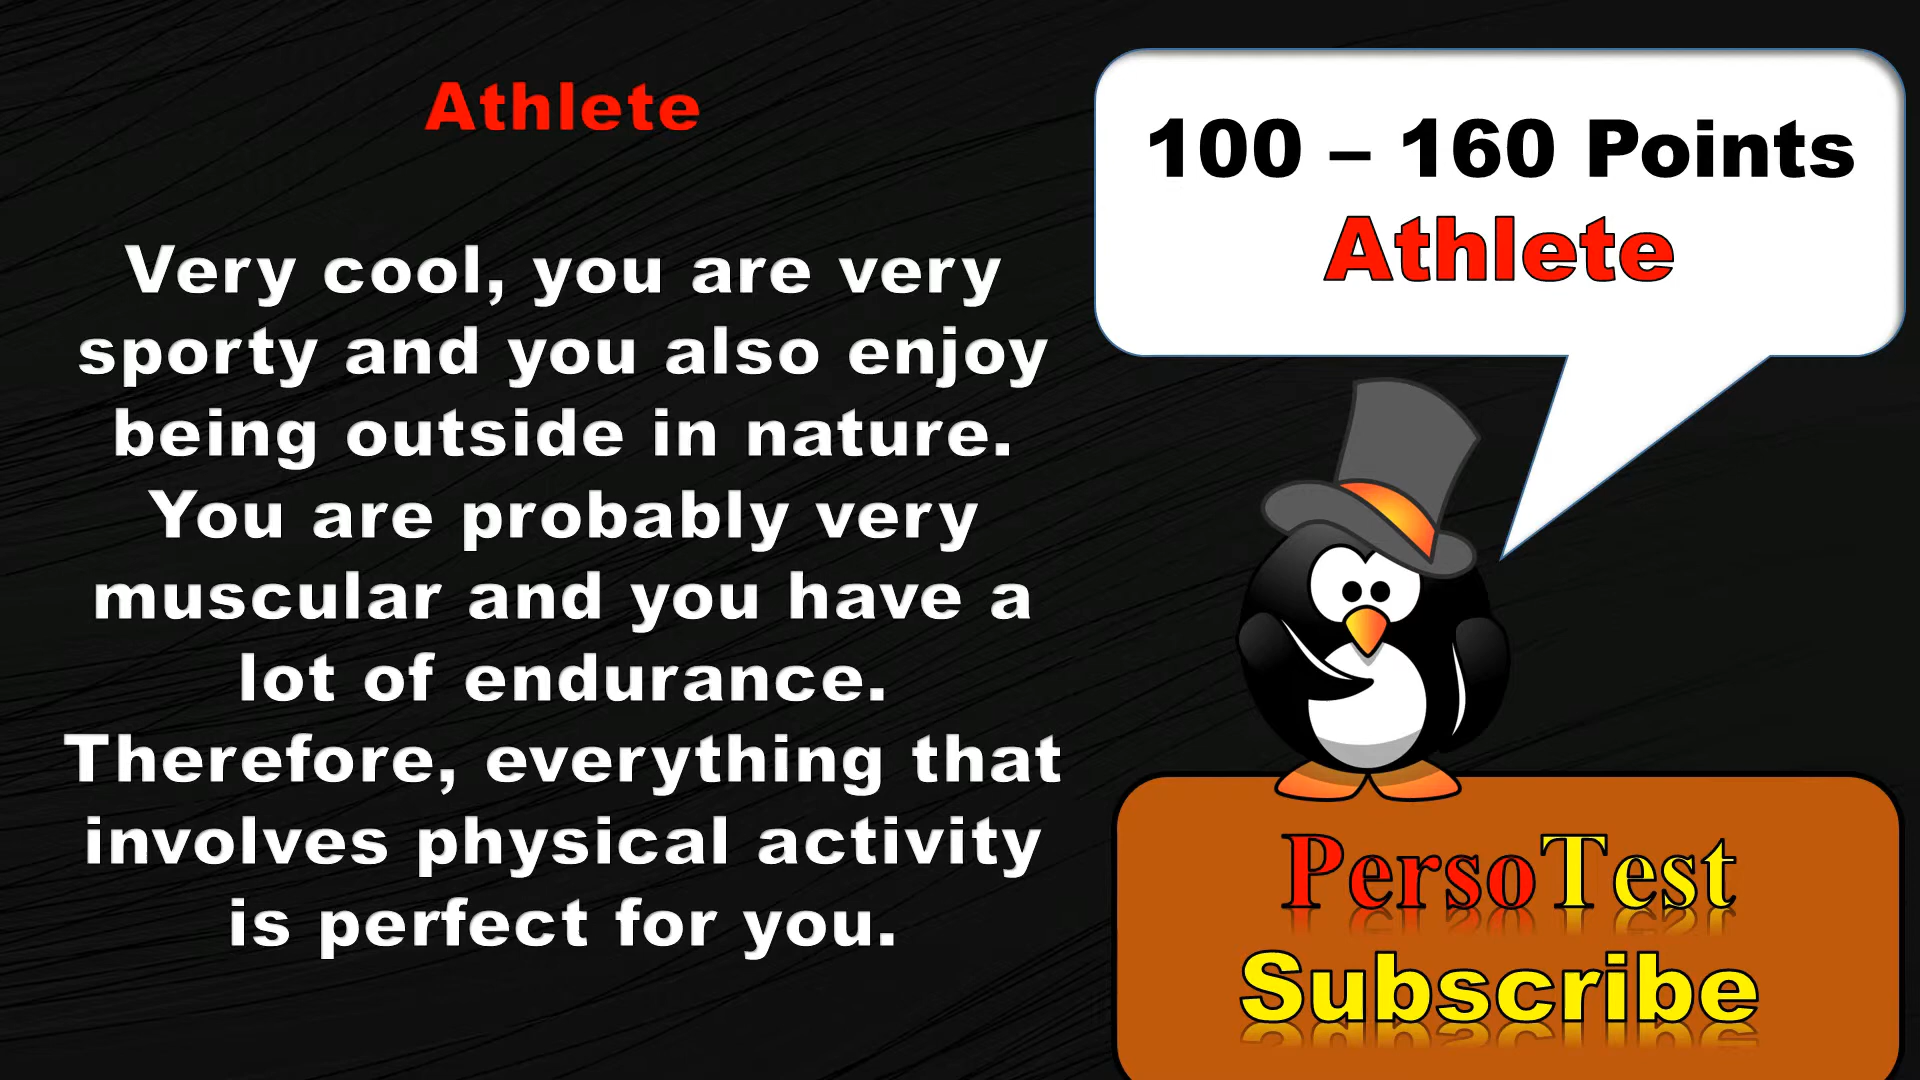 Athlete
Very cool, you are very
sporty and you also enjoy
being outside in nature.
You are probably very
muscular and you have a
lot of endurance.
Therefore, everything that
involves physical activity
is perfect for you.
100 – 160 Points
Athlete
PersoTest
Subscribe